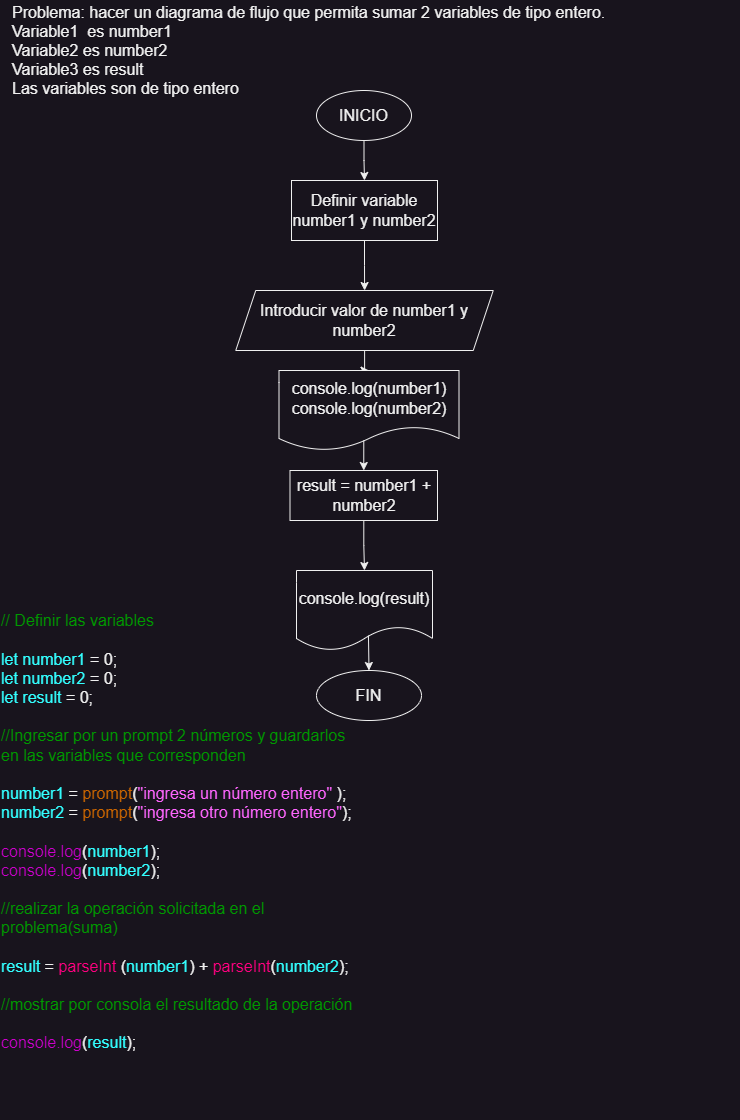 Problema: hacer un diagrama de flujo que permita sumar 2 variables de tipo entero.
Variable1  es number1
Variable2 es number2
Variable3 es result
Las variables son de tipo entero
INICIO
Definir variable
number1 y number2
Introducir valor de number1 y
number2
console.log(number1)
console.log(number2)
result = number1 +
number2
console.log(result)
FIN
// Definir las variables
let number1 = 0;
let number2 = 0;
let result = 0;
//Ingresar por un prompt 2 números y guardarlos
en las variables que corresponden
number1 = prompt("ingresa un número entero" );
number2 = prompt("ingresa otro número entero");
console.log(number1);
console.log(number2);
//realizar la operación solicitada en el
problema(suma)
result = parseInt (number1) + parseInt(number2);
//mostrar por consola el resultado de la operación
console.log(result);